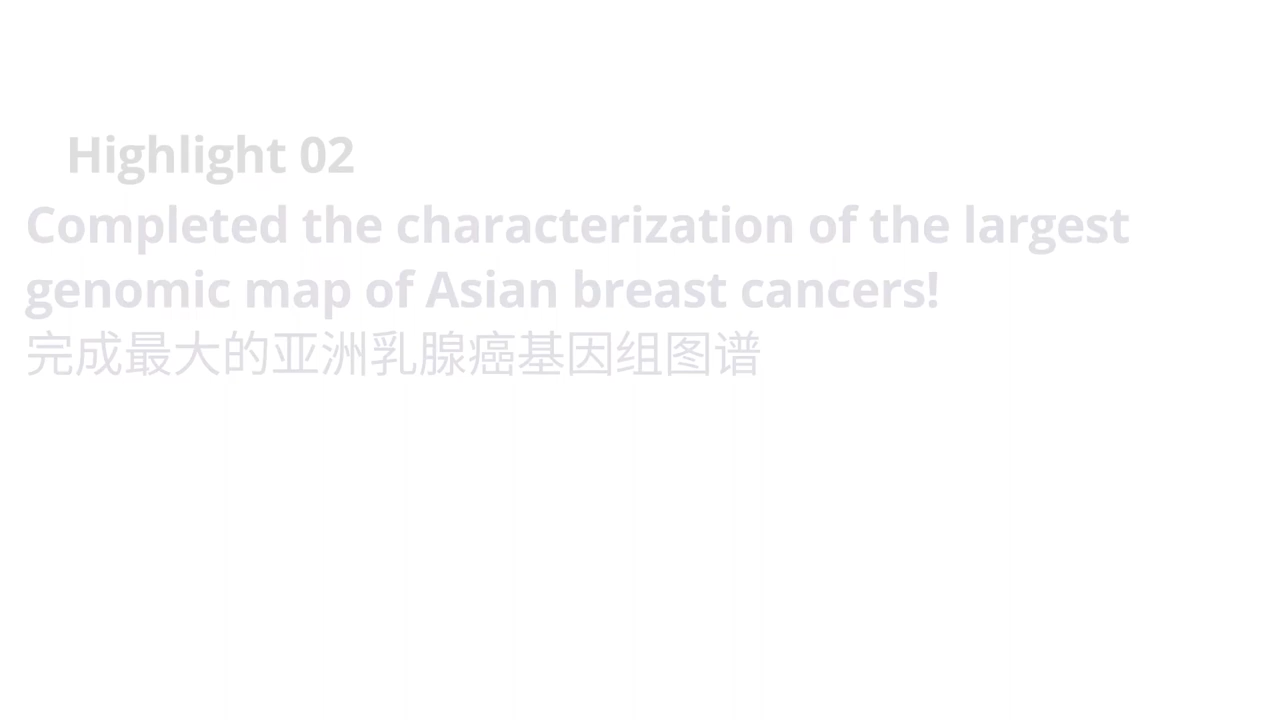 Highlight 02
Completed the characterization of the largest
genomic map of Asian breast cancers!
完成最大的亚洲乳腺癌基因组图谱